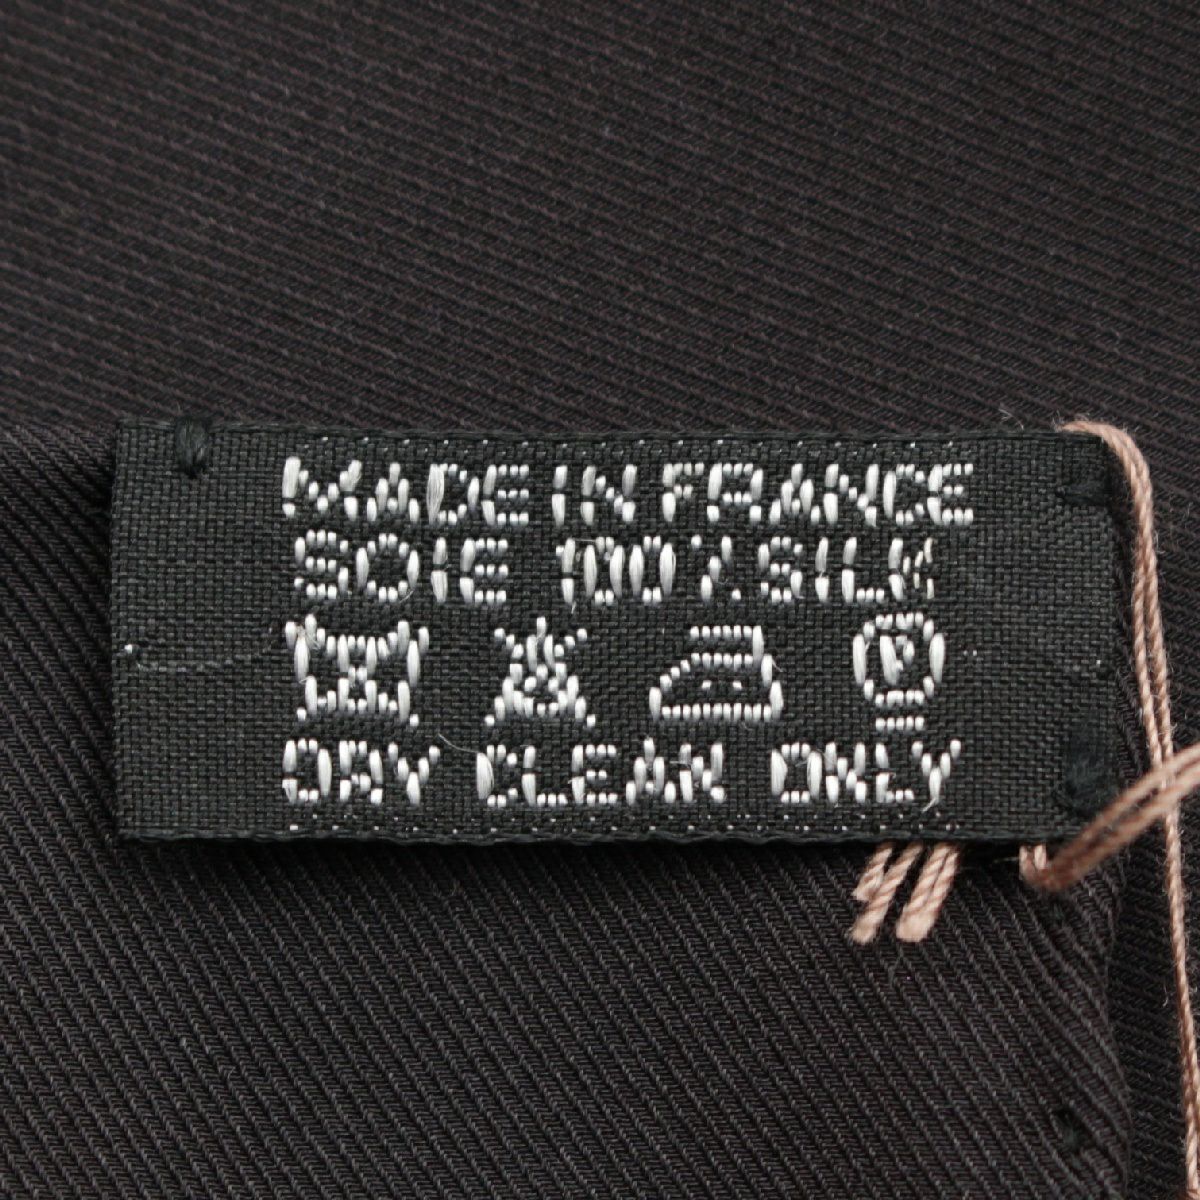 MADE IN FRANCE
SOIE 100% SILK
P
DRY CLEAN ONLY